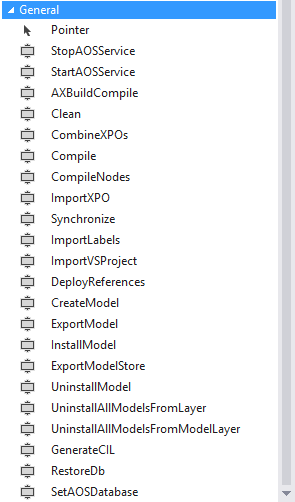 General
Pointer
StopAOSService
StartAOSService
AXBuildCompile
Clean
CombineXPOs
Compile
CompileNodes
ImportXPO
Synchronize
ImportLabels
ImportVSProject
DeployReferences
CreateModel
ExportModel
InstallModel
ExportModelStore
UninstallModel
UninstallAllModelsFromLayer
UninstallAllModelsFromModelLayer
GenerateCIL
RestoreDb
SetAOSDatabase